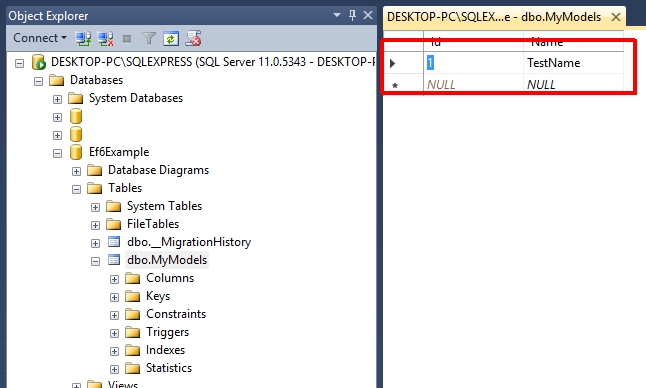 Object Explorer
Connect
DESKTOP-PC\SQLEXPRESS (SQL Server 11.0.5343 - DESKTOP-P
Databases
System Databases
Ef6Example
Database Diagrams
Tables
System Tables
FileTables
dbo.__MigrationHistory
dbo.MyModels
Columns
Keys
Constraints
Triggers
Indexes
Statistics
Views
DESKTOP-PC\SQLEX...e - dbo.MyModels
Id Name
1 TestName
NULL NULL